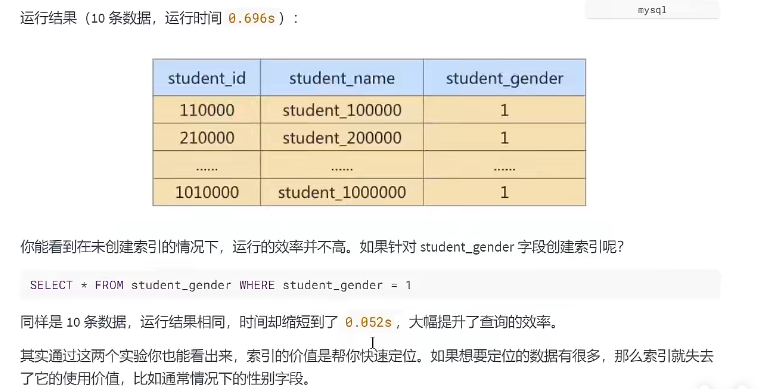 mysql
运行结果（10 条数据，运行时间 0.696s）：
student_id student_name student_gender
110000 student_100000 1
210000 student_200000 1
...... ...... ......
1010000 student_1000000 1
你能看到在未创建索引的情况下，运行的效率并不高。如果针对 student_gender 字段创建索引呢？
SELECT * FROM student_gender WHERE student_gender = 1
同样是 10 条数据，运行结果相同，时间却缩短到了 0.052s，大幅提升了查询的效率。
其实通过这两个实验你也能看出来，索引的价值是帮你快速定位。如果想要定位的数据有很多，那么索引就失去
了它的使用价值，比如通常情况下的性别字段。